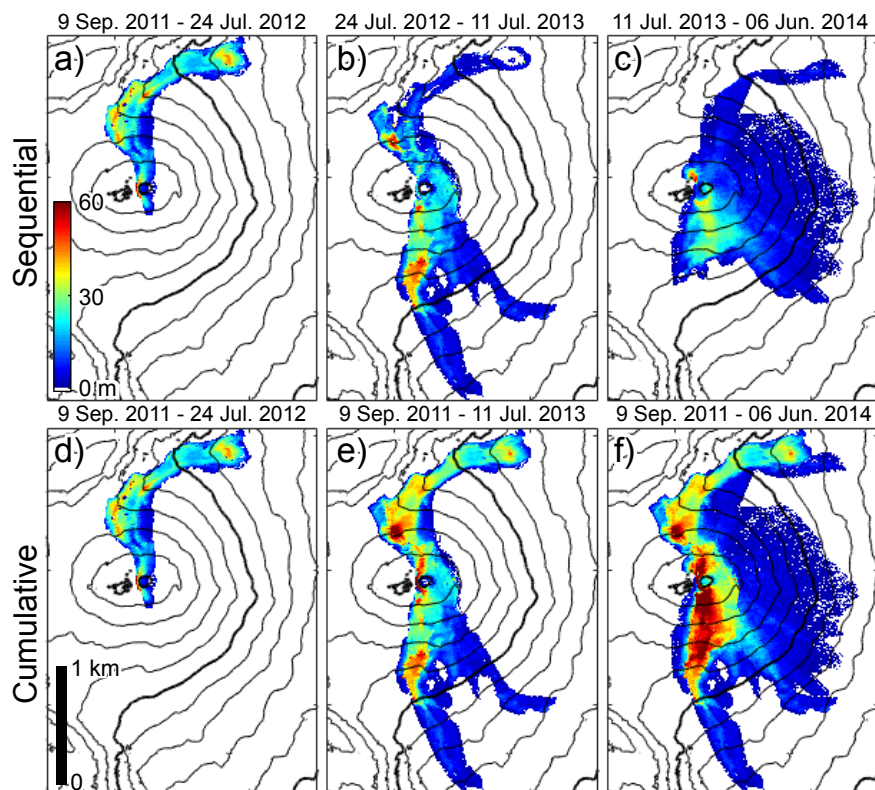 9 Sep. 2011 - 24 Jul. 2012
24 Jul. 2012 - 11 Jul. 2013
11 Jul. 2013 - 06 Jun. 2014
a)
b)
c)
Sequential
60
30
0 m
9 Sep. 2011 - 24 Jul. 2012
9 Sep. 2011 - 11 Jul. 2013
9 Sep. 2011 - 06 Jun. 2014
d)
e)
f)
Cumulative
1 km
0